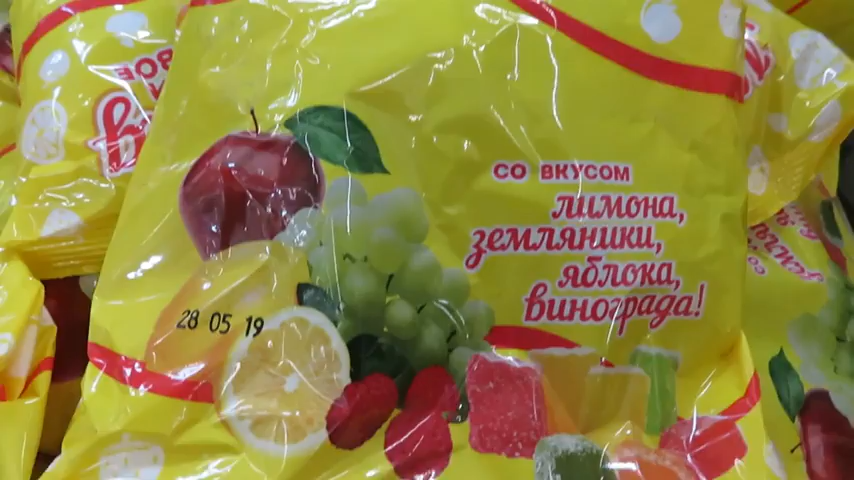 СО ВКУСОМ
лимона,
земляники,
яблока,
винограда!
28 05 19